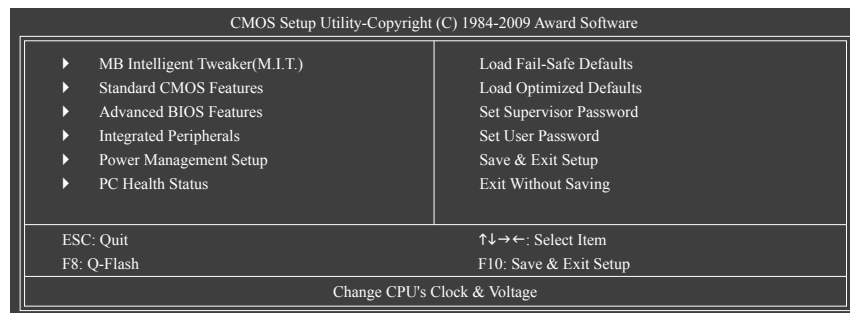 CMOS Setup Utility-Copyright (C) 1984-2009 Award Software
MB Intelligent Tweaker(M.I.T.)
Standard CMOS Features
Advanced BIOS Features
Integrated Peripherals
Power Management Setup
PC Health Status
Load Fail-Safe Defaults
Load Optimized Defaults
Set Supervisor Password
Set User Password
Save & Exit Setup
Exit Without Saving
ESC: Quit
F8: Q-Flash
↑↓→←: Select Item
F10: Save & Exit Setup
Change CPU's Clock & Voltage